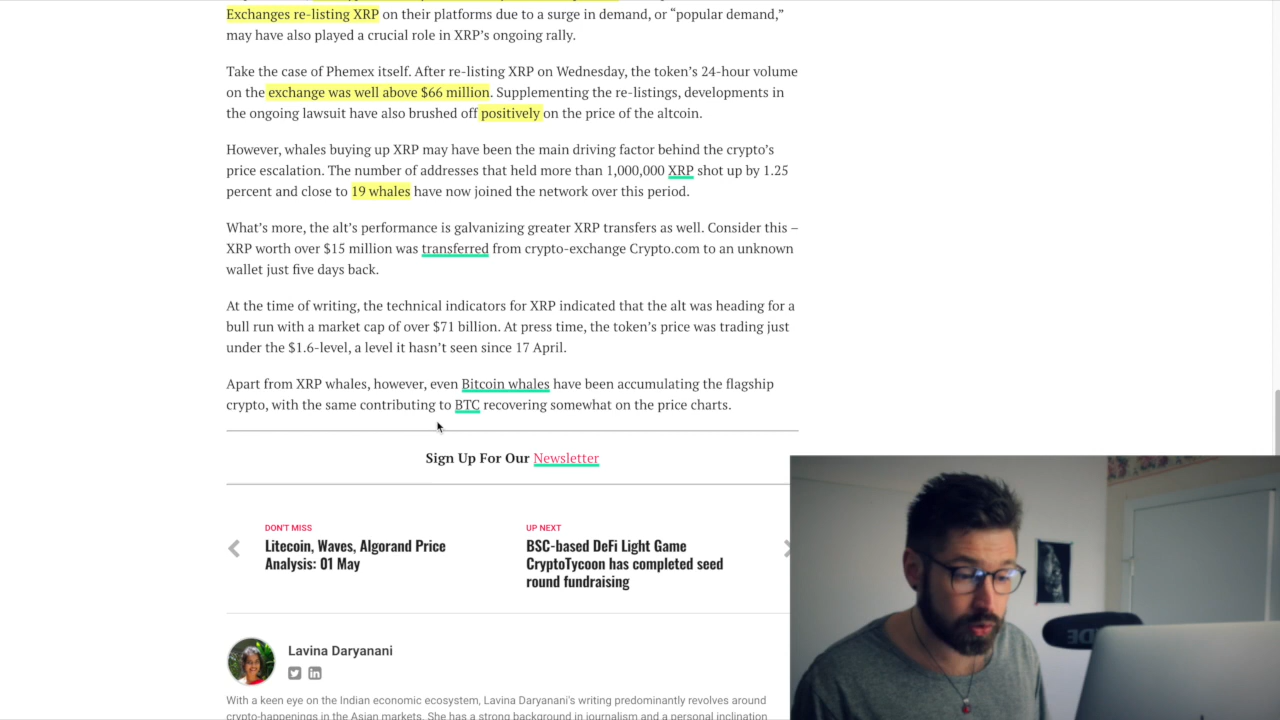 Exchanges re-listing XRP on their platforms due to a surge in demand, or “popular demand,”
may have also played a crucial role in XRP’s ongoing rally.
Take the case of Phemex itself. After re-listing XRP on Wednesday, the token’s 24-hour volume
on the exchange was well above $66 million. Supplementing the re-listings, developments in
the ongoing lawsuit have also brushed off positively on the price of the altcoin.
However, whales buying up XRP may have been the main driving factor behind the crypto’s
price escalation. The number of addresses that held more than 1,000,000 XRP shot up by 1.25
percent and close to 19 whales have now joined the network over this period.
What’s more, the alt’s performance is galvanizing greater XRP transfers as well. Consider this –
XRP worth over $15 million was transferred from crypto-exchange Crypto.com to an unknown
wallet just five days back.
At the time of writing, the technical indicators for XRP indicated that the alt was heading for a
bull run with a market cap of over $71 billion. At press time, the token’s price was trading just
under the $1.6-level, a level it hasn’t seen since 17 April.
Apart from XRP whales, however, even Bitcoin whales have been accumulating the flagship
crypto, with the same contributing to BTC recovering somewhat on the price charts.
Sign Up For Our Newsletter
DON'T MISS
Litecoin, Waves, Algorand Price
Analysis: 01 May
UP NEXT
BSC-based DeFi Light Game
CryptoTycoon has completed seed
round fundraising
Lavina Daryanani
With a keen eye on the Indian economic ecosystem, Lavina Daryanani's writing predominantly revolves around
crypto-happenings in the Asian markets. She has a strong background in journalism and a personal inclination